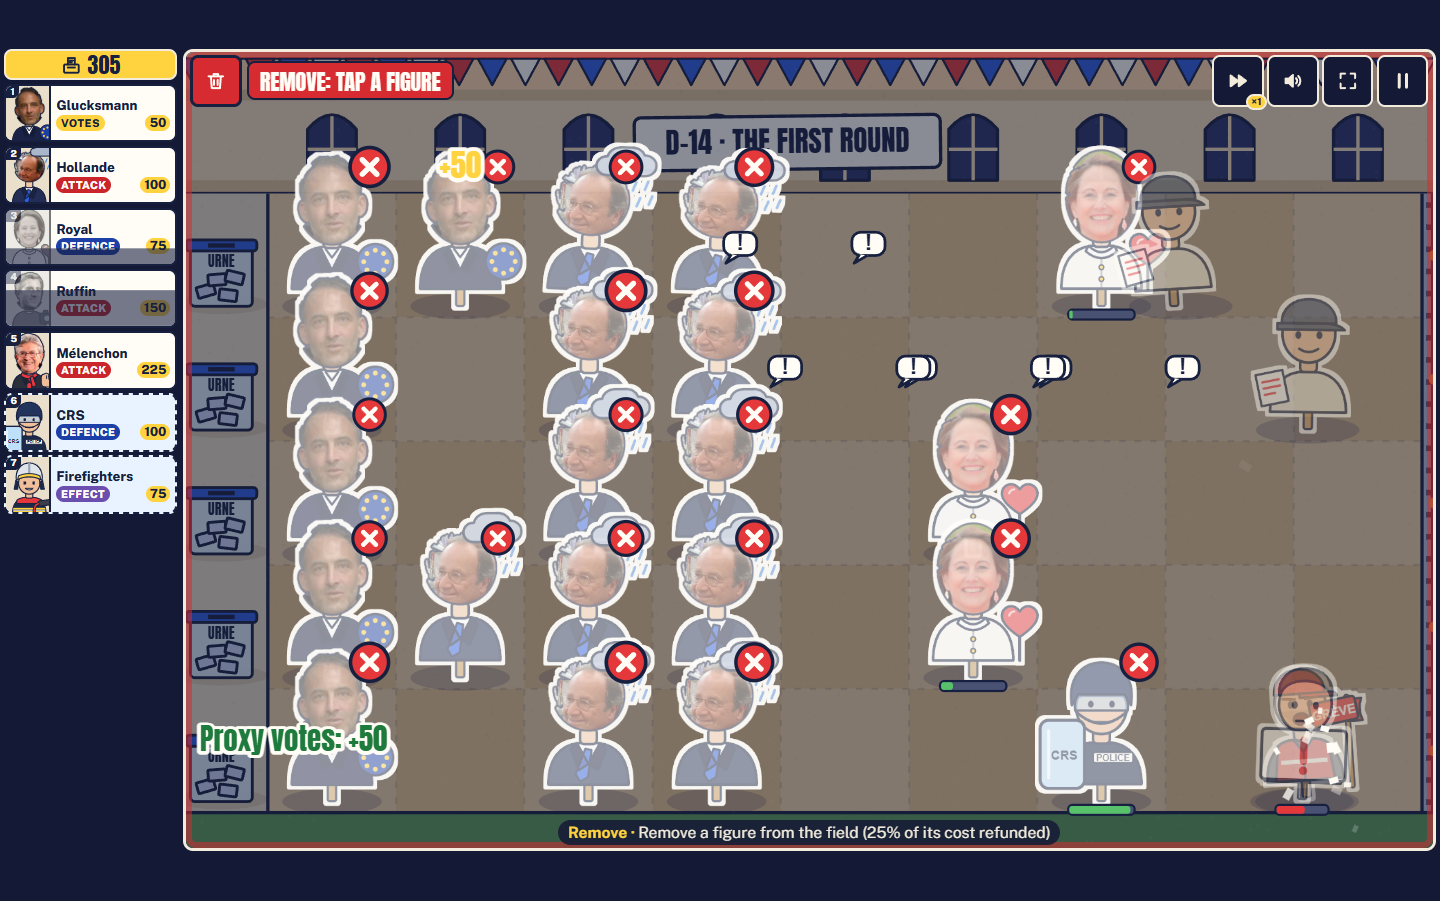 305
1
Glucksmann
VOTES 50
2
Hollande
ATTACK 100
3
Royal
DEFENCE 75
4
Ruffin
ATTACK 150
5
Mélenchon
ATTACK 225
6
CRS
DEFENCE 100
CRS POLICE
7
Firefighters
EFFECT 75
REMOVE: TAP A FIGURE
×1
D-14 · THE FIRST ROUND
+50
URNE
!
!
URNE
!
!
!
!
URNE
URNE
Proxy votes: +50
URNE
CRS
POLICE
GREVE
Remove · Remove a figure from the field (25% of its cost refunded)